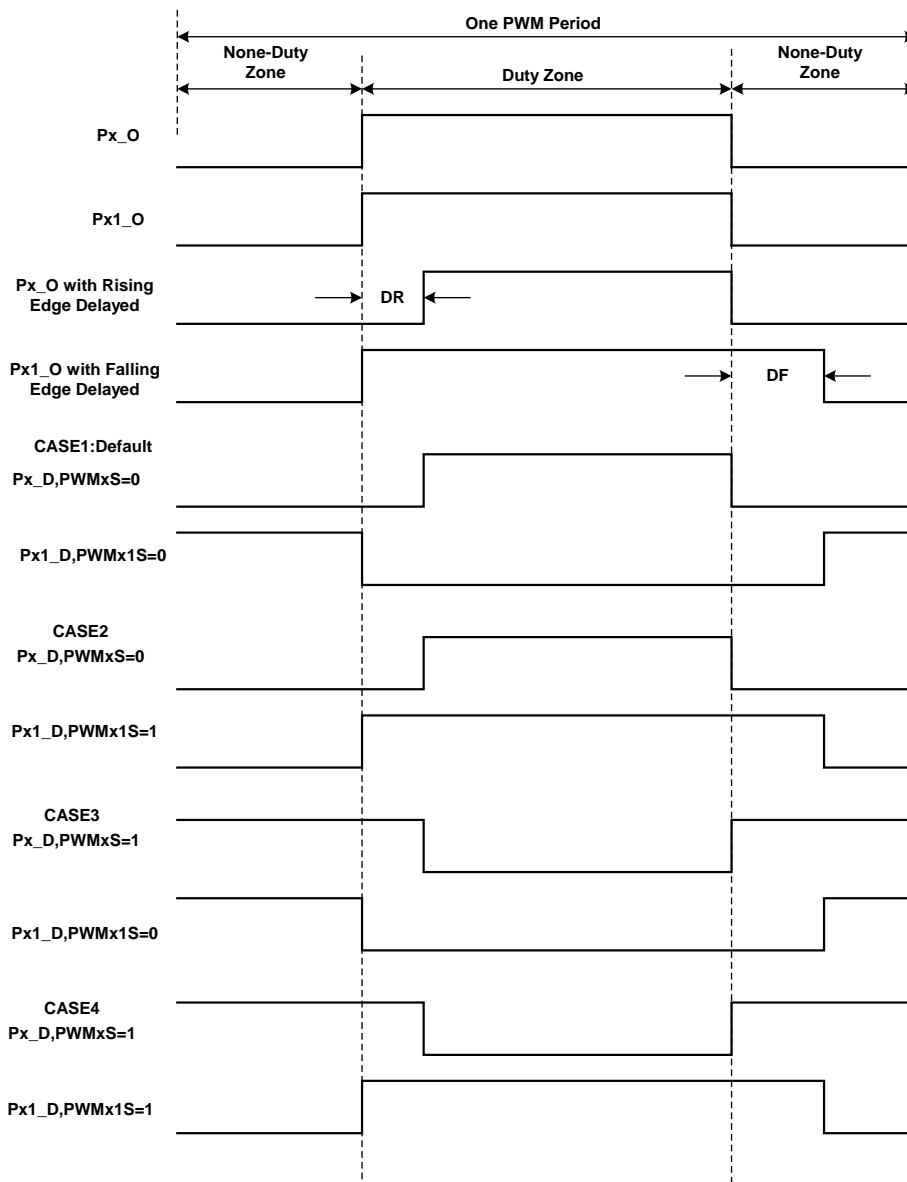 One PWM Period
None-Duty
Zone
Duty Zone
None-Duty
Zone
Px_O
Px1_O
Px_O with Rising
Edge Delayed
DR
Px1_O with Falling
Edge Delayed
DF
CASE1:Default
Px_D,PWMxS=0
Px1_D,PWMx1S=0
CASE2
Px_D,PWMxS=0
Px1_D,PWMx1S=1
CASE3
Px_D,PWMxS=1
Px1_D,PWMx1S=0
CASE4
Px_D,PWMxS=1
Px1_D,PWMx1S=1